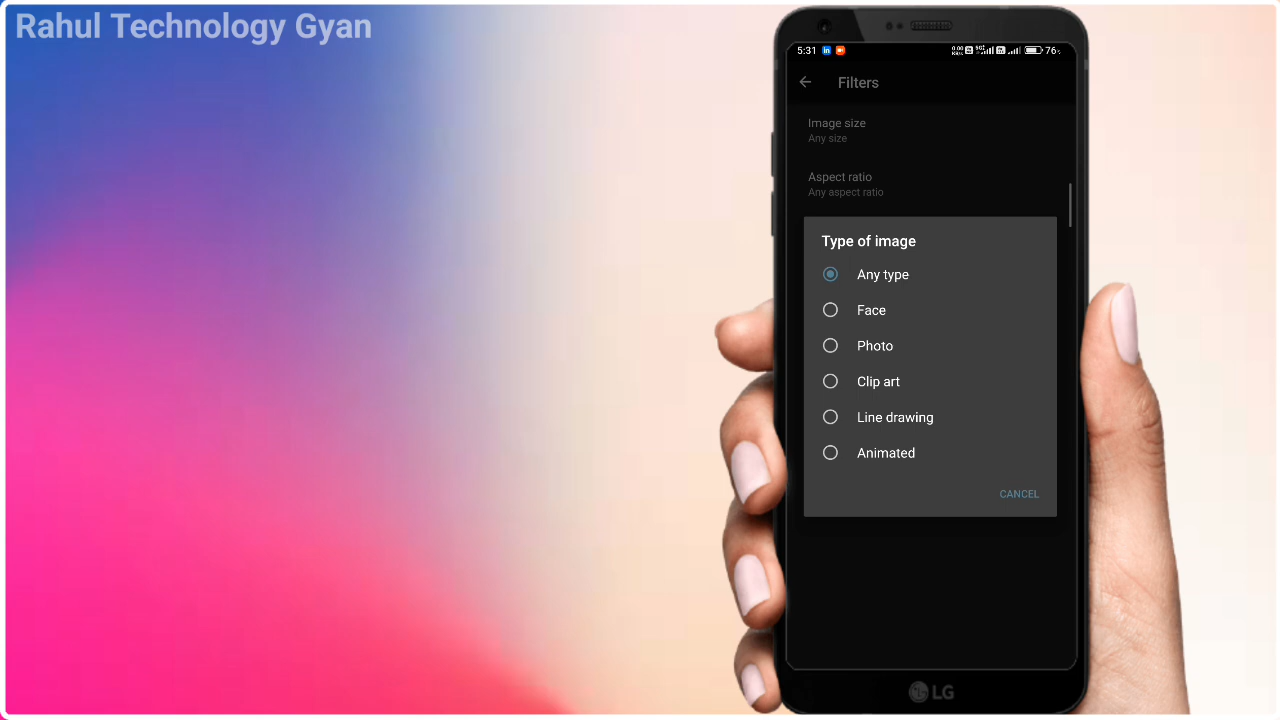 Rahul Technology Gyan
5:31
76
Filters
Image size
Any size
Aspect ratio
Any aspect ratio
Type of image
Any type
Face
Photo
Clip art
Line drawing
Animated
CANCEL
LG